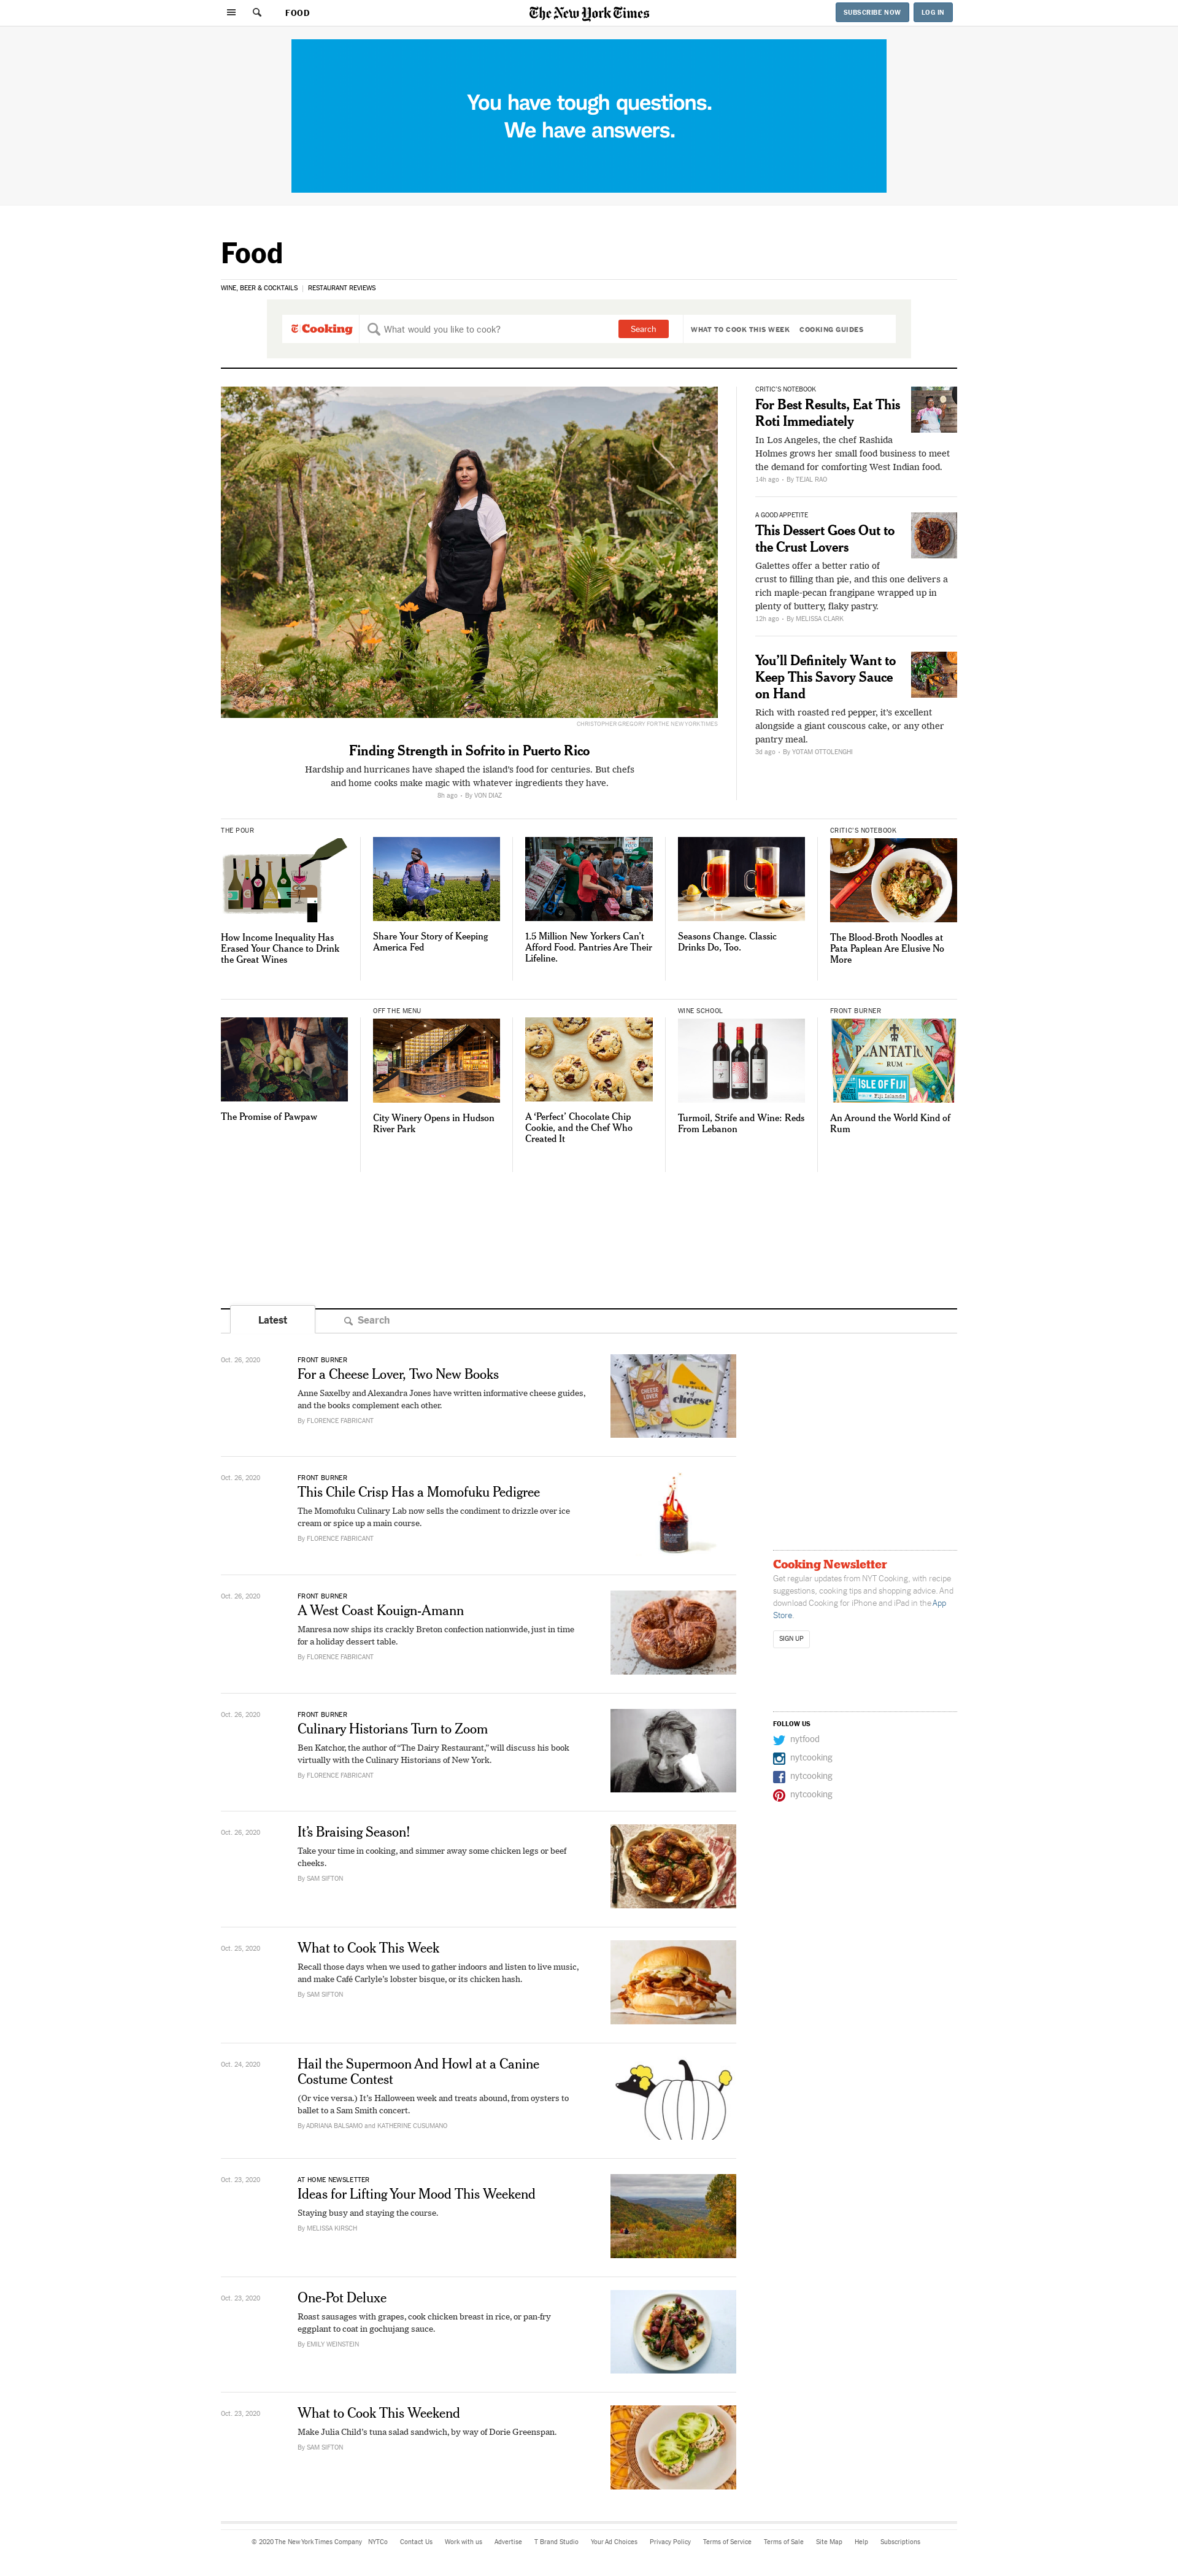 FOOD
The New York Times
SUBSCRIBE NOW
LOG IN
You have tough questions.
We have answers.
Food
WINE, BEER & COCKTAILS | RESTAURANT REVIEWS
Cooking
What would you like to cook?
Search
WHAT TO COOK THIS WEEK
COOKING GUIDES
CHRISTOPHER GREGORY FOR THE NEW YORK TIMES
Finding Strength in Sofrito in Puerto Rico
Hardship and hurricanes have shaped the island's food for centuries. But chefs
and home cooks make magic with whatever ingredients they have.
8h ago • By VON DIAZ
CRITIC'S NOTEBOOK
For Best Results, Eat This
Roti Immediately
In Los Angeles, the chef Rashida
Holmes grows her small food business to meet
the demand for comforting West Indian food.
14h ago • By TEJAL RAO
A GOOD APPETITE
This Dessert Goes Out to
the Crust Lovers
Galettes offer a better ratio of
crust to filling than pie, and this one delivers a
rich maple-pecan frangipane wrapped up in
plenty of buttery, flaky pastry.
12h ago • By MELISSA CLARK
You'll Definitely Want to
Keep This Savory Sauce
on Hand
Rich with roasted red pepper, it's excellent
alongside a giant couscous cake, or any other
pantry meal.
3d ago • By YOTAM OTTOLENGHI
THE POUR
How Income Inequality Has
Erased Your Chance to Drink
the Great Wines
Share Your Story of Keeping
America Fed
1.5 Million New Yorkers Can't
Afford Food. Pantries Are Their
Lifeline.
Seasons Change. Classic
Drinks Do, Too.
CRITIC'S NOTEBOOK
The Blood-Broth Noodles at
Pata Paplean Are Elusive No
More
The Promise of Pawpaw
OFF THE MENU
City Winery Opens in Hudson
River Park
A 'Perfect' Chocolate Chip
Cookie, and the Chef Who
Created It
WINE SCHOOL
Turmoil, Strife and Wine: Reds
From Lebanon
FRONT BURNER
PLANTATION
RUM
ISLE OF FIJI
Fiji Islands
An Around the World Kind of
Rum
Latest
Search
Oct. 26, 2020
FRONT BURNER
For a Cheese Lover, Two New Books
Anne Saxelby and Alexandra Jones have written informative cheese guides,
and the books complement each other.
By FLORENCE FABRICANT
CHEESE
LOVER
of
cheese
Oct. 26, 2020
FRONT BURNER
This Chile Crisp Has a Momofuku Pedigree
The Momofuku Culinary Lab now sells the condiment to drizzle over ice
cream or spice up a main course.
By FLORENCE FABRICANT
Oct. 26, 2020
FRONT BURNER
A West Coast Kouign-Amann
Manresa now ships its crackly Breton confection nationwide, just in time
for a holiday dessert table.
By FLORENCE FABRICANT
Oct. 26, 2020
FRONT BURNER
Culinary Historians Turn to Zoom
Ben Katchor, the author of “The Dairy Restaurant,” will discuss his book
virtually with the Culinary Historians of New York.
By FLORENCE FABRICANT
Oct. 26, 2020
It's Braising Season!
Take your time in cooking, and simmer away some chicken legs or beef
cheeks.
By SAM SIFTON
Oct. 25, 2020
What to Cook This Week
Recall those days when we used to gather indoors and listen to live music,
and make Café Carlyle's lobster bisque, or its chicken hash.
By SAM SIFTON
Oct. 24, 2020
Hail the Supermoon And Howl at a Canine
Costume Contest
(Or vice versa.) It's Halloween week and treats abound, from oysters to
ballet to a Sam Smith concert.
By ADRIANA BALSAMO and KATHERINE CUSUMANO
Oct. 23, 2020
AT HOME NEWSLETTER
Ideas for Lifting Your Mood This Weekend
Staying busy and staying the course.
By MELISSA KIRSCH
Oct. 23, 2020
One-Pot Deluxe
Roast sausages with grapes, cook chicken breast in rice, or pan-fry
eggplant to coat in gochujang sauce.
By EMILY WEINSTEIN
Oct. 23, 2020
What to Cook This Weekend
Make Julia Child's tuna salad sandwich, by way of Dorie Greenspan.
By SAM SIFTON
Cooking Newsletter
Get regular updates from NYT Cooking, with recipe
suggestions, cooking tips and shopping advice. And
download Cooking for iPhone and iPad in the App
Store.
SIGN UP
FOLLOW US
nytfood
nytcooking
nytcooking
nytcooking
© 2020 The New York Times Company NYTCo Contact Us Work with us Advertise T Brand Studio Your Ad Choices Privacy Policy Terms of Service Terms of Sale Site Map Help Subscriptions